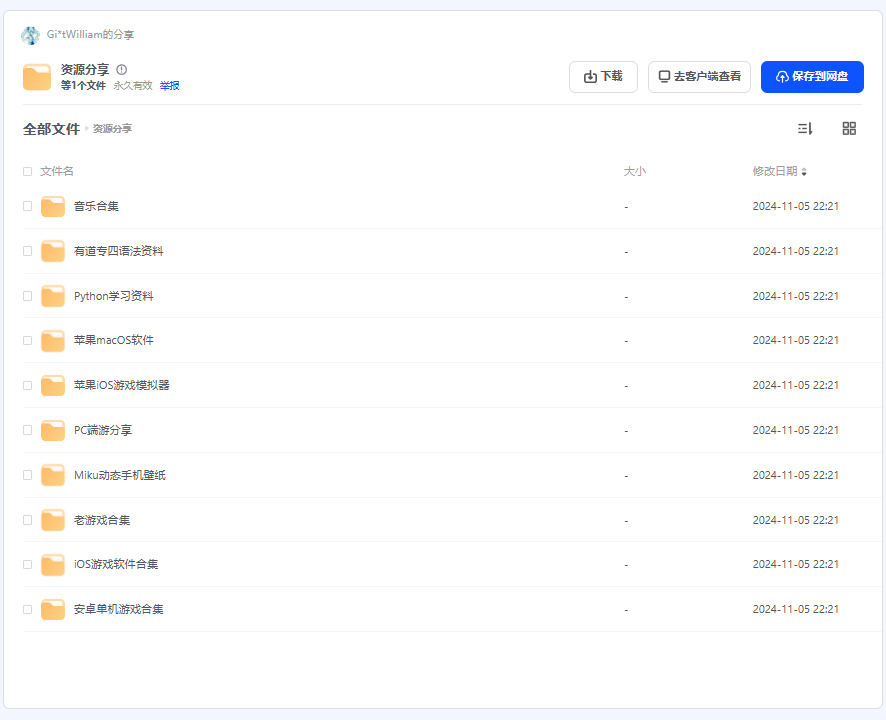 Gi*tWilliam的分享
资源分享
等1个文件 永久有效 举报
下载
去客户端查看
保存到网盘
全部文件 资源分享
文件名 大小 修改日期
音乐合集 - 2024-11-05 22:21
有道专四语法资料 - 2024-11-05 22:21
Python学习资料 - 2024-11-05 22:21
苹果macOS软件 - 2024-11-05 22:21
苹果iOS游戏模拟器 - 2024-11-05 22:21
PC端游分享 - 2024-11-05 22:21
Miku动态手机壁纸 - 2024-11-05 22:21
老游戏合集 - 2024-11-05 22:21
iOS游戏软件合集 - 2024-11-05 22:21
安卓单机游戏合集 - 2024-11-05 22:21